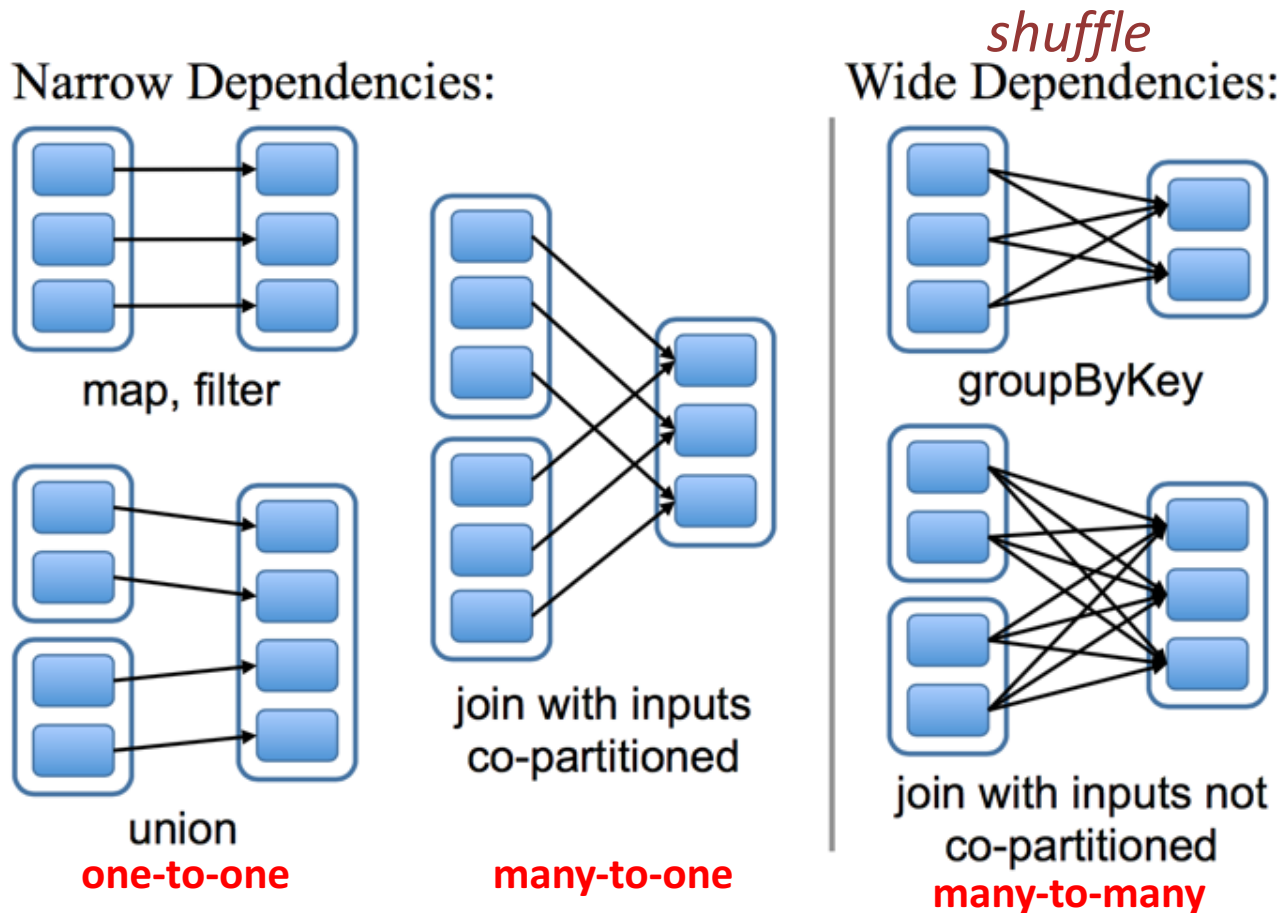 Narrow Dependencies:
map, filter
union
one-to-one
join with inputs
co-partitioned
many-to-one
shuffle
Wide Dependencies:
groupByKey
join with inputs not
co-partitioned
many-to-many